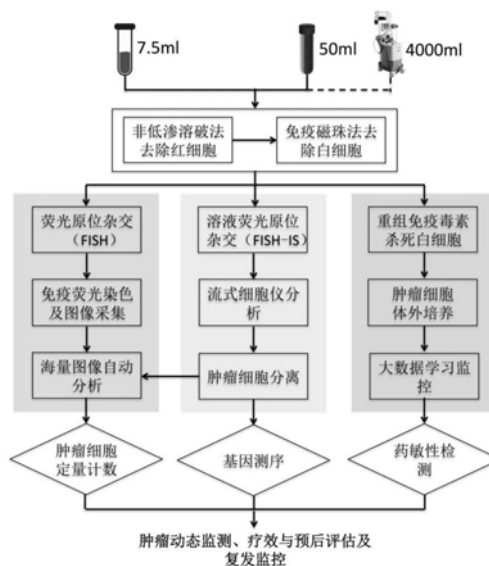 7.5ml
50ml
4000ml
非低渗溶破法
去除红细胞
免疫磁珠法去
除白细胞
荧光原位杂交
（FISH）
溶液荧光原位
杂交（FISH-IS）
重组免疫毒素
杀死白细胞
免疫荧光染色
及图像采集
流式细胞仪分
析
肿瘤细胞
体外培养
海量图像自动
分析
肿瘤细胞分离
大数据学习监
控
肿瘤细胞
定量计数
基因测序
药敏性检
测
肿瘤动态监测、疗效与预后评估及
复发监控